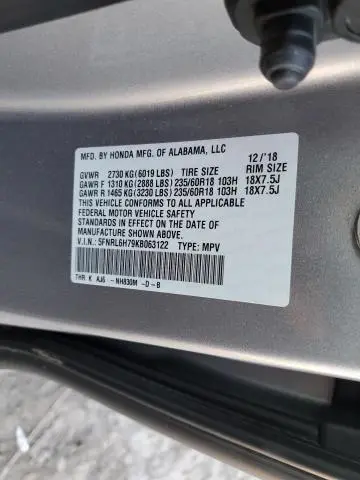 MFD. BY HONDA MFG. OF ALABAMA, LLC 12/'18
GVWR 2730 KG (6019 LBS) TIRE SIZE RIM SIZE
GAWR F 1310 KG (2888 LBS) 235/60R18 103H 18X7.5J
GAWR R 1465 KG (3230 LBS) 235/60R18 103H 18X7.5J
THIS VEHICLE CONFORMS TO ALL APPLICABLE
FEDERAL MOTOR VEHICLE SAFETY
STANDARDS IN EFFECT ON THE DATE OF
MANUFACTURE SHOWN ABOVE.
V.I.N.: 5FNRL6H79KB063122 TYPE: MPV
THR K AJ6 - NH830M -D-B